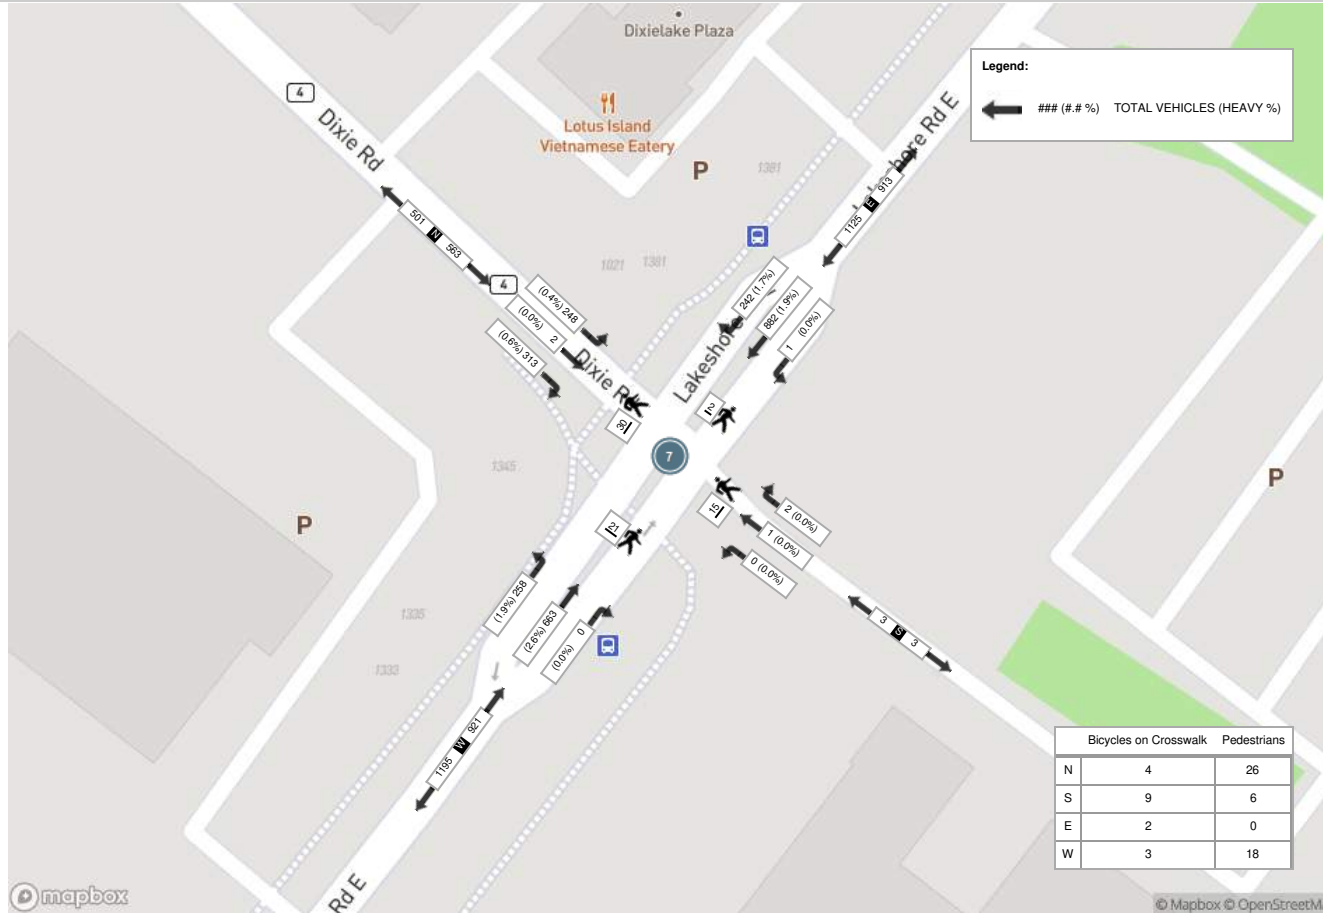 Dixielake Plaza
Legend:
### (#.# %) TOTAL VEHICLES (HEAVY %)
4
Dixie Rd
Lotus Island
Vietnamese Eatery
P
1381
Lakeshore Rd E
913
E
1125
501
N
563
4
1021
1381
(0.4%) 248
(0.0%) 2
(0.6%) 313
242 (1.7%)
882 (1.9%)
1 (0.0%)
Dixie Rd
Lakeshore
30
2
7
1345
P
P
15
21
2 (0.0%)
1 (0.0%)
0 (0.0%)
(1.9%) 258
(2.6%) 663
(0.0%) 0
1335
1333
3 S 3
921
W
1195
Bicycles on Crosswalk Pedestrians
N 4 26
S 9 6
E 2 0
W 3 18
Rd E
mapbox
© Mapbox © OpenStreetM